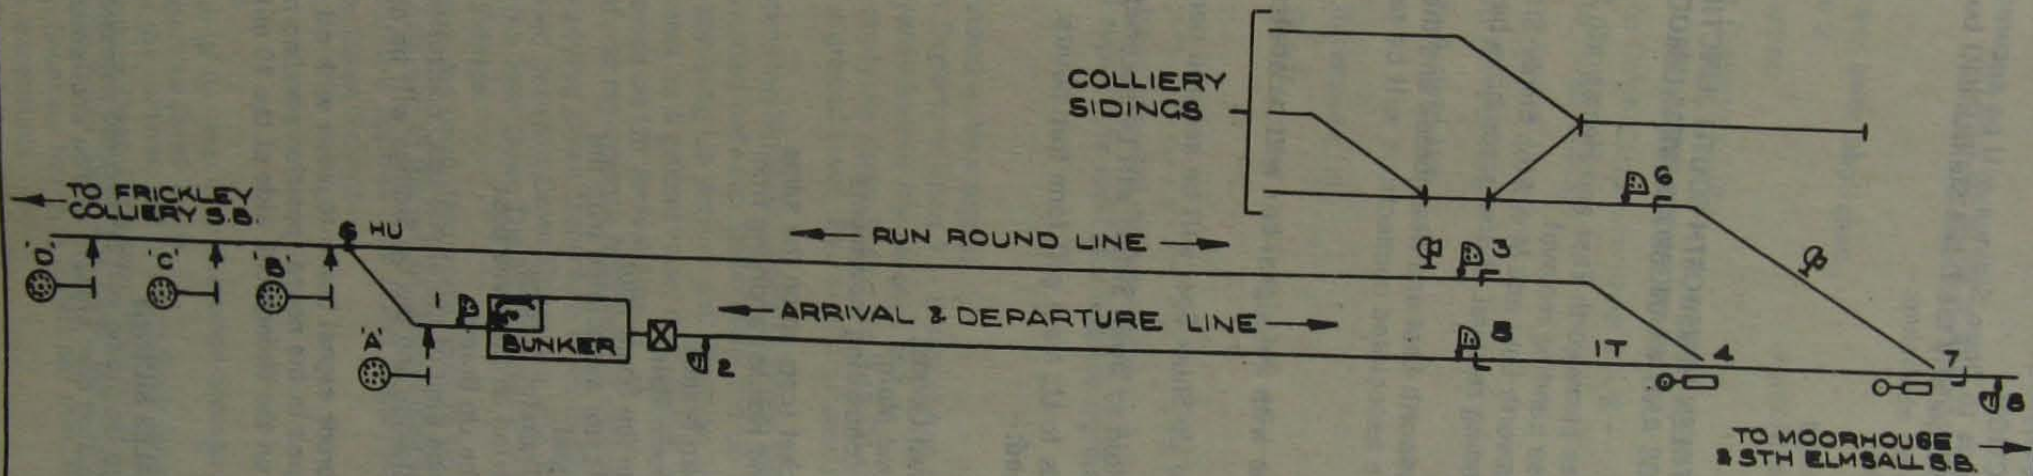 COLLIERY
SIDINGS
6
TO FRICKLEY
COLLIERY S.B.
HU
RUN ROUND LINE
3
'D'
'C'
'B'
1
ARRIVAL & DEPARTURE LINE
5
'A'
BUNKER
2
IT
4
7
8
TO MOORHOUSE
& STH ELMSALL S.B.